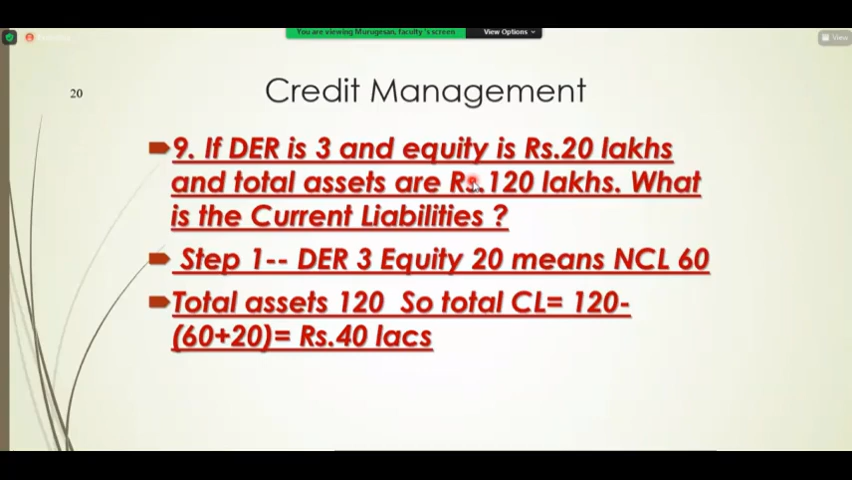 You are viewing Murugesan, faculty 's screen
View Options
View
20
Credit Management
9. If DER is 3 and equity is Rs.20 lakhs
and total assets are Rs.120 lakhs. What
is the Current Liabilities ?
Step 1-- DER 3 Equity 20 means NCL 60
Total assets 120 So total CL= 120-
(60+20)= Rs.40 lacs